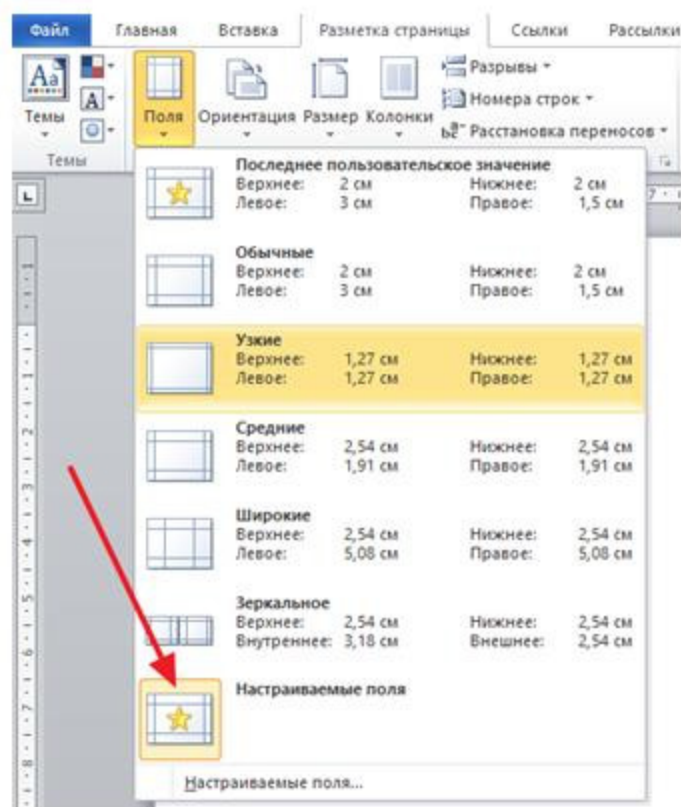 Файл Главная Вставка Разметка страницы Ссылки Рассылки
Aa Разрывы
A Номера строк
Темы Поля Ориентация Размер Колонки
Расстановка переносов
Темы
Последнее пользовательское значение
Верхнее: 2 см Нижнее: 2 см
Левое: 3 см Правое: 1,5 см
Обычные
Верхнее: 2 см Нижнее: 2 см
Левое: 3 см Правое: 1,5 см
Узкие
Верхнее: 1,27 см Нижнее: 1,27 см
Левое: 1,27 см Правое: 1,27 см
Средние
Верхнее: 2,54 см Нижнее: 2,54 см
Левое: 1,91 см Правое: 1,91 см
Широкие
Верхнее: 2,54 см Нижнее: 2,54 см
Левое: 5,08 см Правое: 5,08 см
Зеркальное
Верхнее: 2,54 см Нижнее: 2,54 см
Внутреннее: 3,18 см Внешнее: 2,54 см
Настраиваемые поля
Настраиваемые поля...